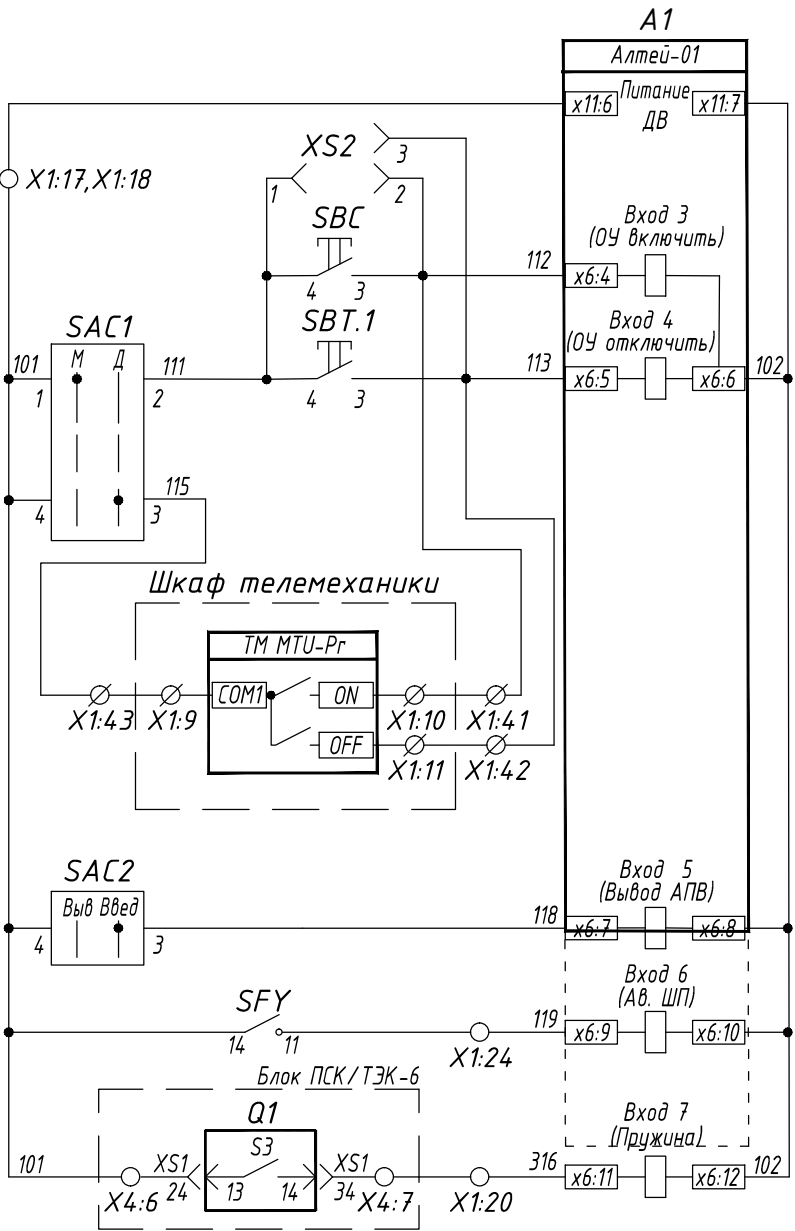 A1
Алтей-01
x11:6 Питание x11:7
ДВ
XS2
3
1
2
X1:17,X1:18
SBC
Вход 3
(ОУ включить)
112
x6:4
4 3
SBT.1
Вход 4
(ОУ отключить)
SAC1
101 М Д 111
113
x6:5 x6:6 102
1 2
4 3
115
4 3
Шкаф телемеханики
ТМ MTU-Pr
COM1 ON
X1:43 X1:9 X1:10 X1:41
OFF
X1:11 X1:42
SAC2
Вход 5
(Вывод АПВ)
Выв Введ
118
x6:7 x6:8
4 3
SFY
Вход 6
(Ав. ШП)
119
x6:9 x6:10
14 11
X1:24
Блок ПСК/ТЭК-6
Q1
Вход 7
(Пружина)
S3
101 XS1 XS1 316 102
x6:11 x6:12
24 13 14 34
X4:6 X4:7 X1:20